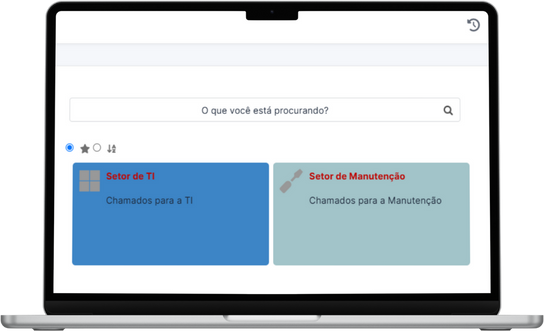 O que você está procurando?
Setor de TI
Chamados para a TI
Setor de Manutenção
Chamados para a Manutenção